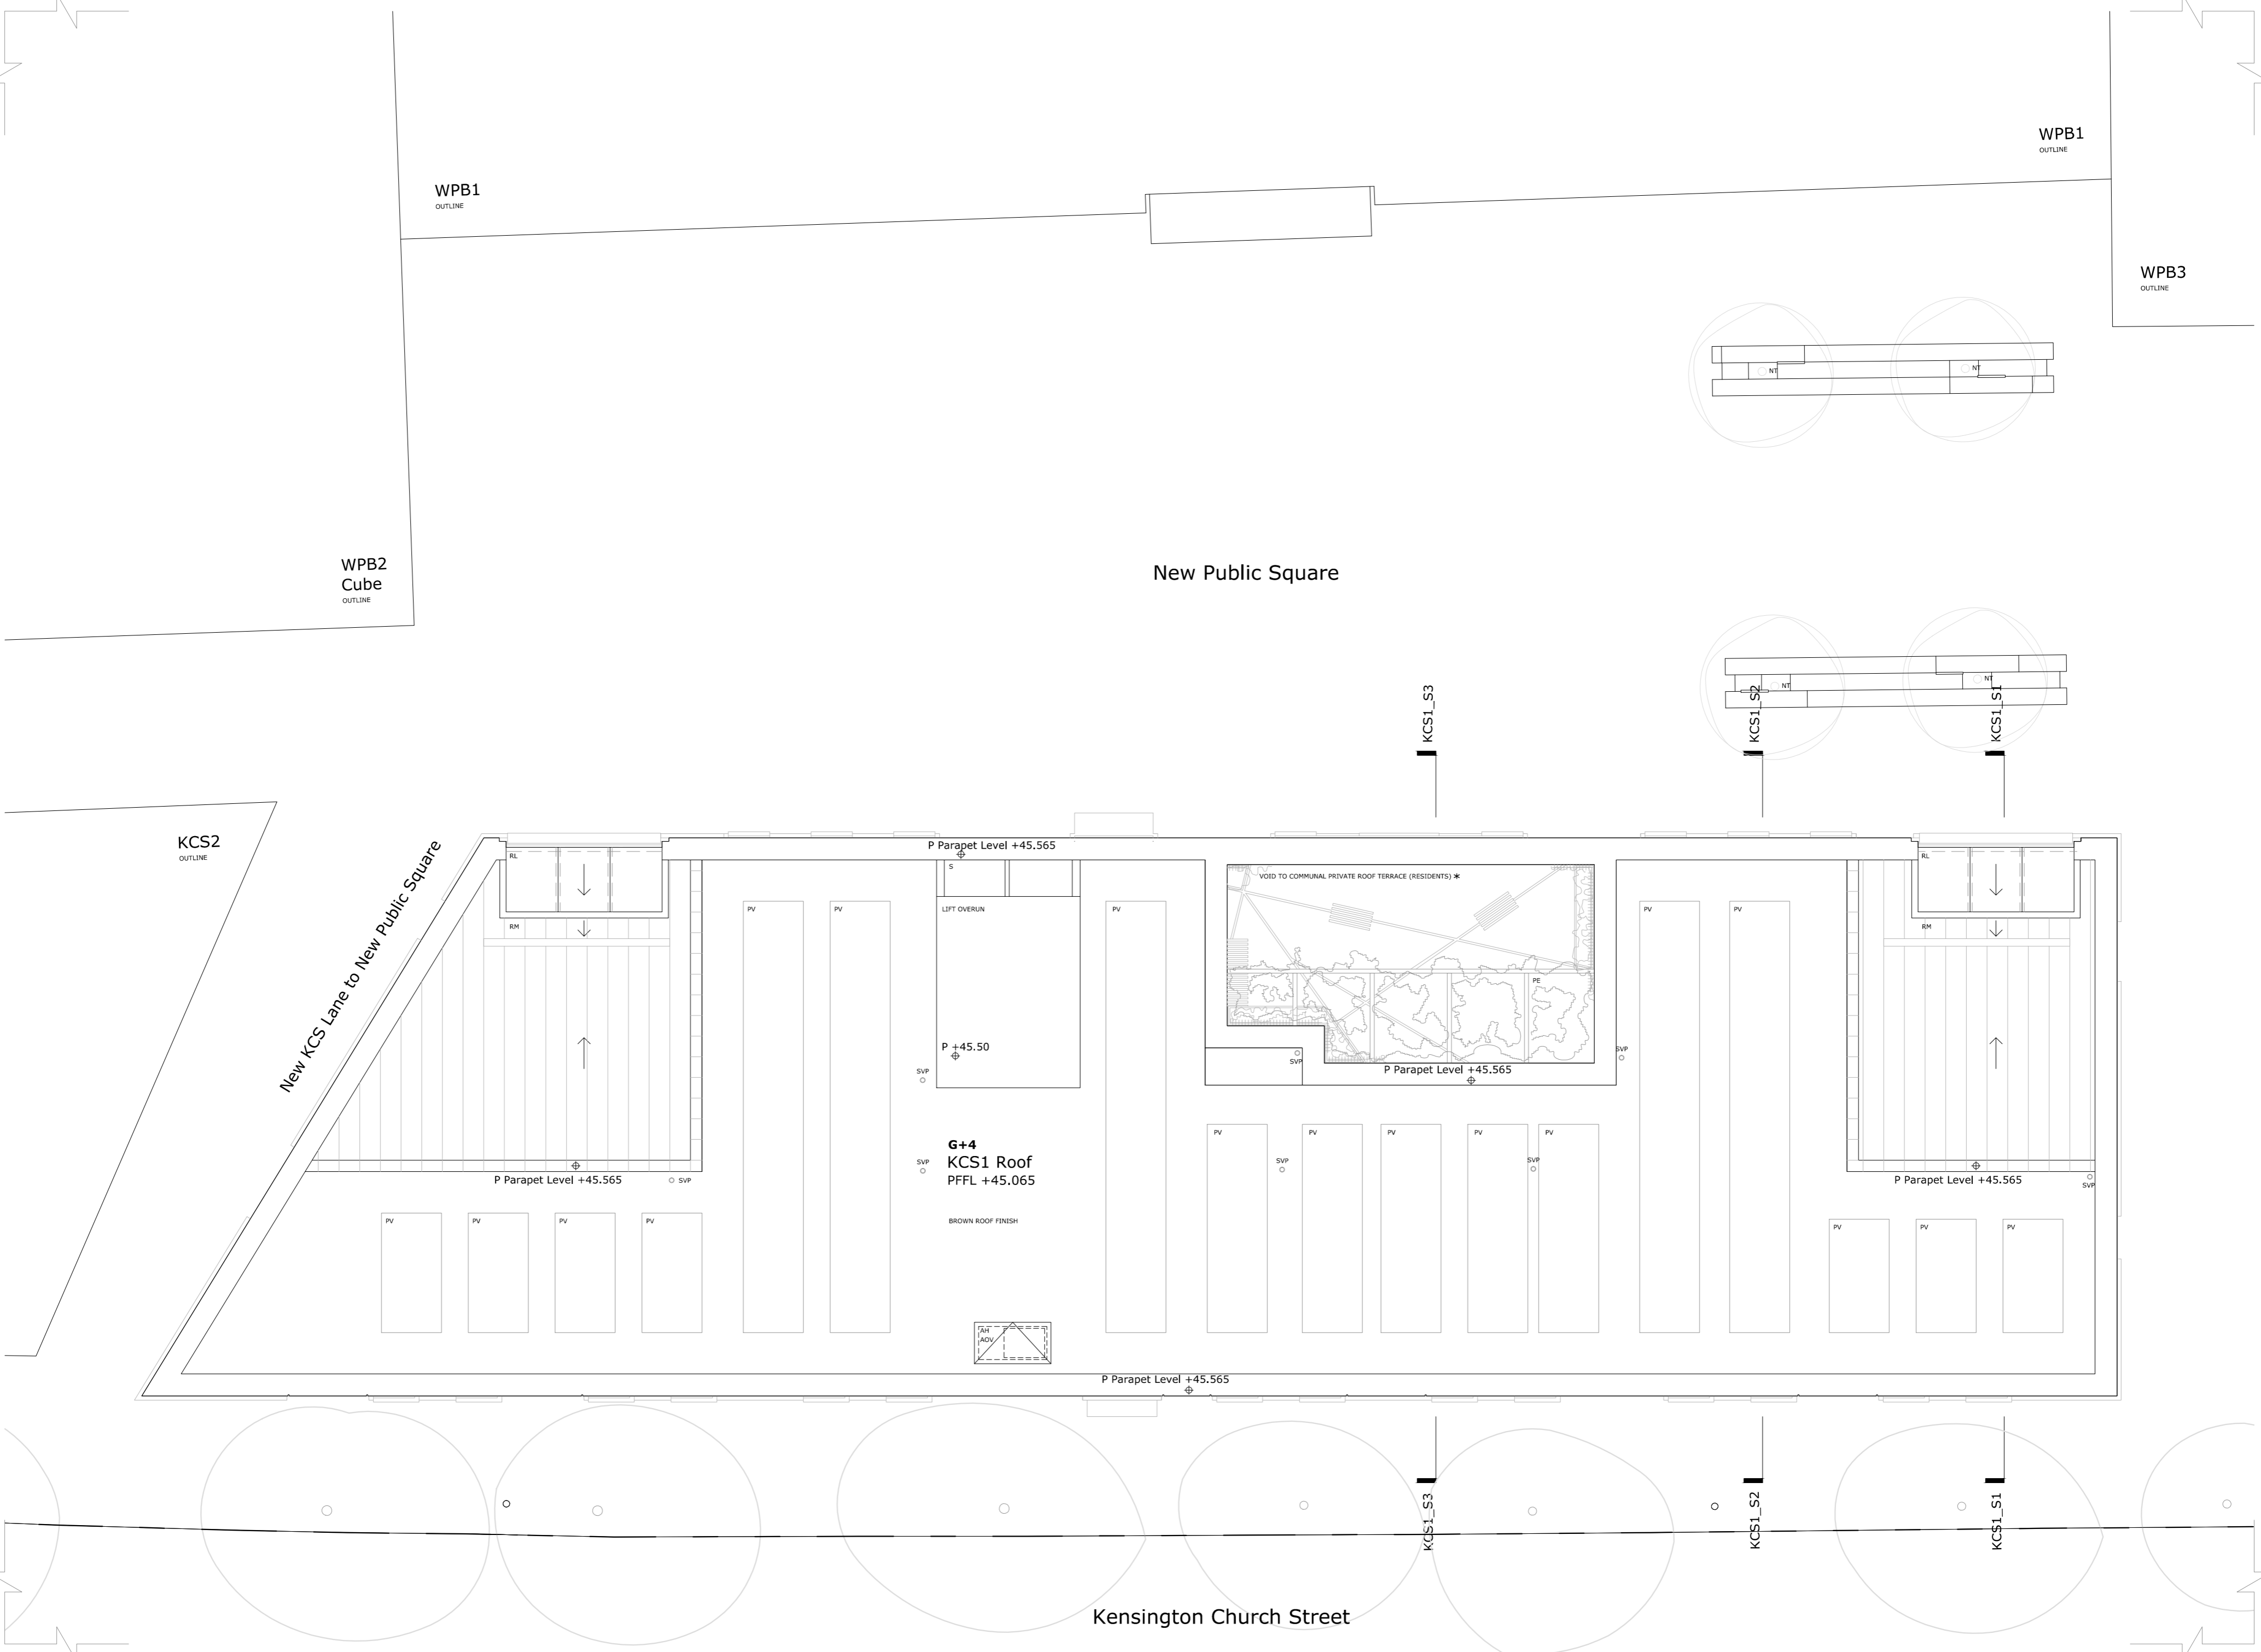 WPB1
OUTLINE
WPB1
OUTLINE
WPB3
OUTLINE
NT
NT
WPB2
Cube
OUTLINE
New Public Square
NT
NT
KCS1_S3
KCS1_S2
KCS1_S1
KCS2
OUTLINE
New KCS Lane to New Public Square
P Parapet Level +45.565
RL
RM
S
LIFT OVERUN
VOID TO COMMUNAL PRIVATE ROOF TERRACE (RESIDENTS) *
RL
RM
PV
PV
PV
PV
PV
PE
P +45.50
SVP
SVP
SVP
P Parapet Level +45.565
PV
PV
PV
PV
PV
G+4
KCS1 Roof
PFFL +45.065
SVP
SVP
SVP
P Parapet Level +45.565
SVP
P Parapet Level +45.565
SVP
BROWN ROOF FINISH
PV
PV
PV
PV
PV
PV
PV
AH
AOV
P Parapet Level +45.565
KCS1_S3
KCS1_S2
KCS1_S1
Kensington Church Street